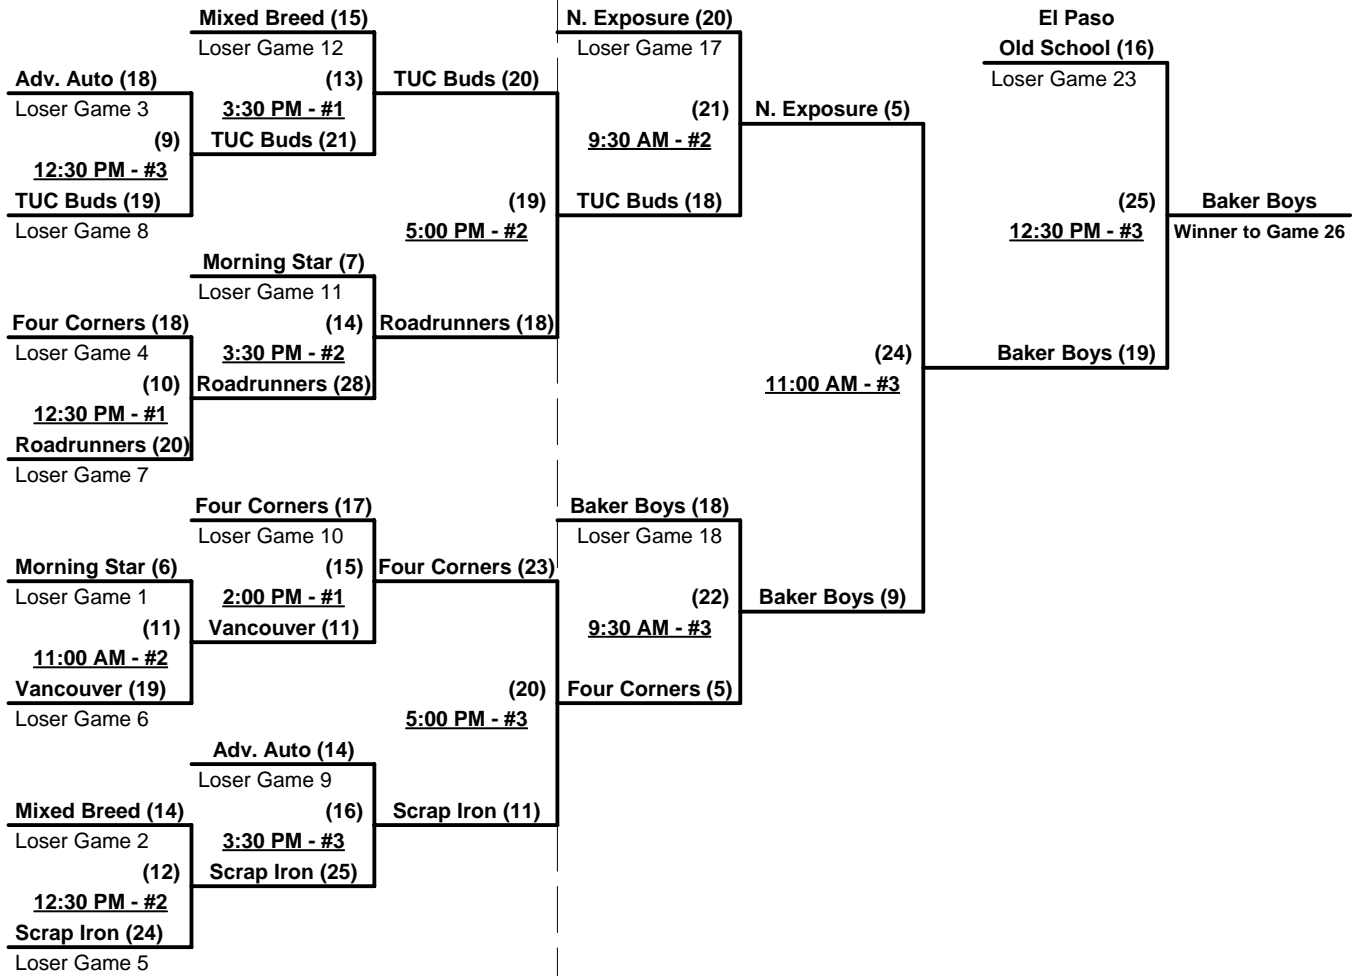 Mixed Breed (15)
N. Exposure (20)
El Paso
Loser Game 12
Loser Game 17
Old School (16)
Adv. Auto (18)
(13)
TUC Buds (20)
Loser Game 23
Loser Game 3
3:30 PM - #1
(21)
N. Exposure (5)
(9)
TUC Buds (21)
9:30 AM - #2
12:30 PM - #3
TUC Buds (19)
(19)
TUC Buds (18)
(25)
Baker Boys
Loser Game 8
5:00 PM - #2
12:30 PM - #3
Winner to Game 26
Morning Star (7)
Loser Game 11
Four Corners (18)
(14)
Roadrunners (18)
Loser Game 4
3:30 PM - #2
(24)
Baker Boys (19)
(10)
Roadrunners (28)
11:00 AM - #3
12:30 PM - #1
Roadrunners (20)
Loser Game 7
Four Corners (17)
Baker Boys (18)
Loser Game 10
Loser Game 18
Morning Star (6)
(15)
Four Corners (23)
Loser Game 1
2:00 PM - #1
(22)
Baker Boys (9)
(11)
Vancouver (11)
9:30 AM - #3
11:00 AM - #2
Vancouver (19)
(20)
Four Corners (5)
Loser Game 6
5:00 PM - #3
Adv. Auto (14)
Loser Game 9
Mixed Breed (14)
(16)
Scrap Iron (11)
Loser Game 2
3:30 PM - #3
(12)
Scrap Iron (25)
12:30 PM - #2
Scrap Iron (24)
Loser Game 5